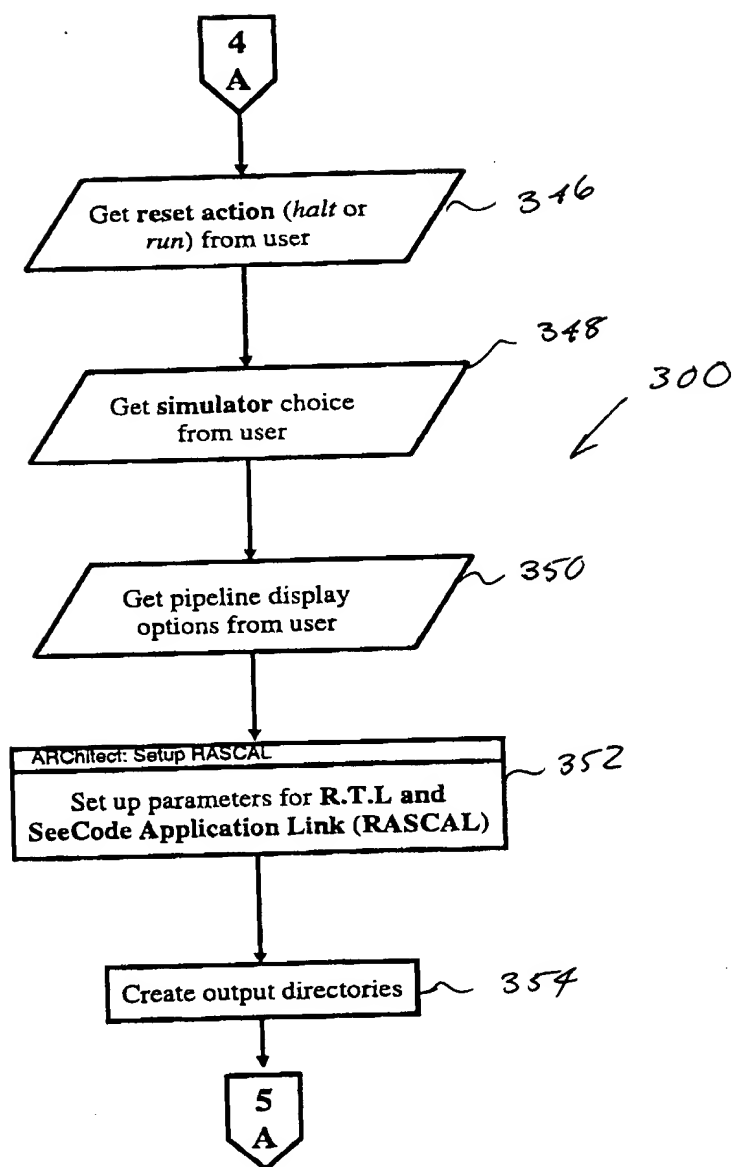 4
A
Get reset action (halt or
run) from user
346
Get simulator choice
from user
348
300
Get pipeline display
options from user
350
ARChitect: Setup RASCAL
Set up parameters for R.T.L and
SeeCode Application Link (RASCAL)
352
Create output directories
354
5
A